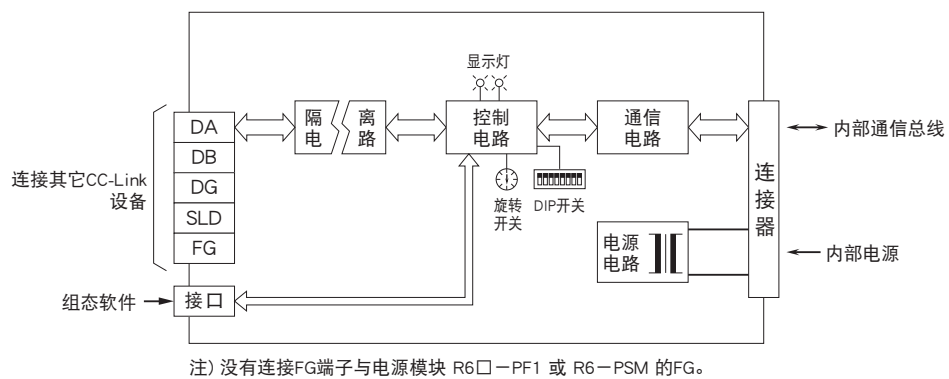 显示灯
DA
DB
DG
SLD
FG
连接其它CC-Link
设备
隔 离
电 路
控制
电路
通信
电路
连接器
内部通信总线
旋转
开关
DIP开关
电源
电路
内部电源
组态软件
接口
注) 没有连接FG端子与电源模块 R6□－PF1 或 R6－PSM 的FG。